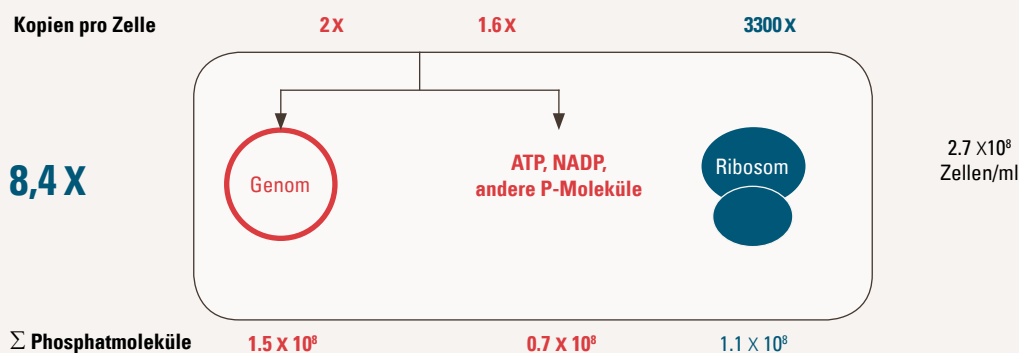 Kopien pro Zelle 2 X 1.6 X 3300 X
8,4 X
Genom
ATP, NADP,
andere P-Moleküle
Ribosom
2.7 X10⁸
Zellen/ml
∑ Phosphatmoleküle 1.5 X 10⁸ 0.7 X 10⁸ 1.1 X 10⁸